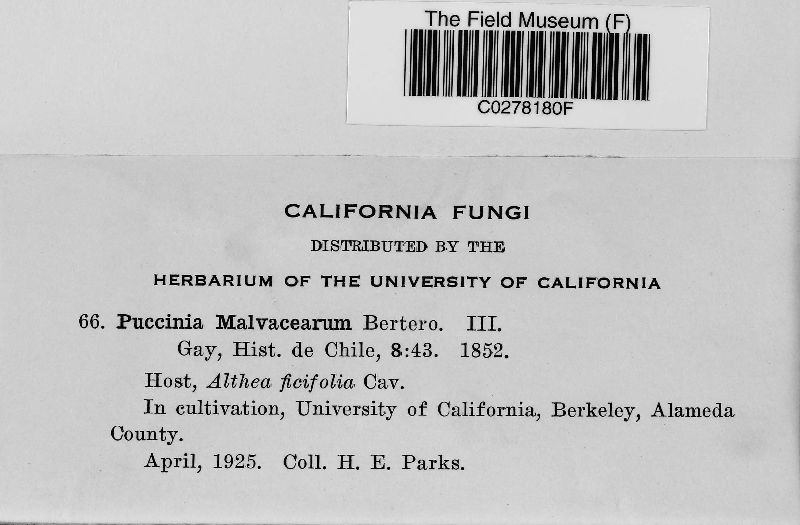 The Field Museum (F)
C0278180F
CALIFORNIA FUNGI
DISTRIBUTED BY THE
HERBARIUM OF THE UNIVERSITY OF CALIFORNIA
66. Puccinia Malvacearum Bertero. III.
Gay, Hist. de Chile, 8:43. 1852.
Host, Althea ficifolia Cav.
In cultivation, University of California, Berkeley, Alameda
County.
April, 1925. Coll. H. E. Parks.